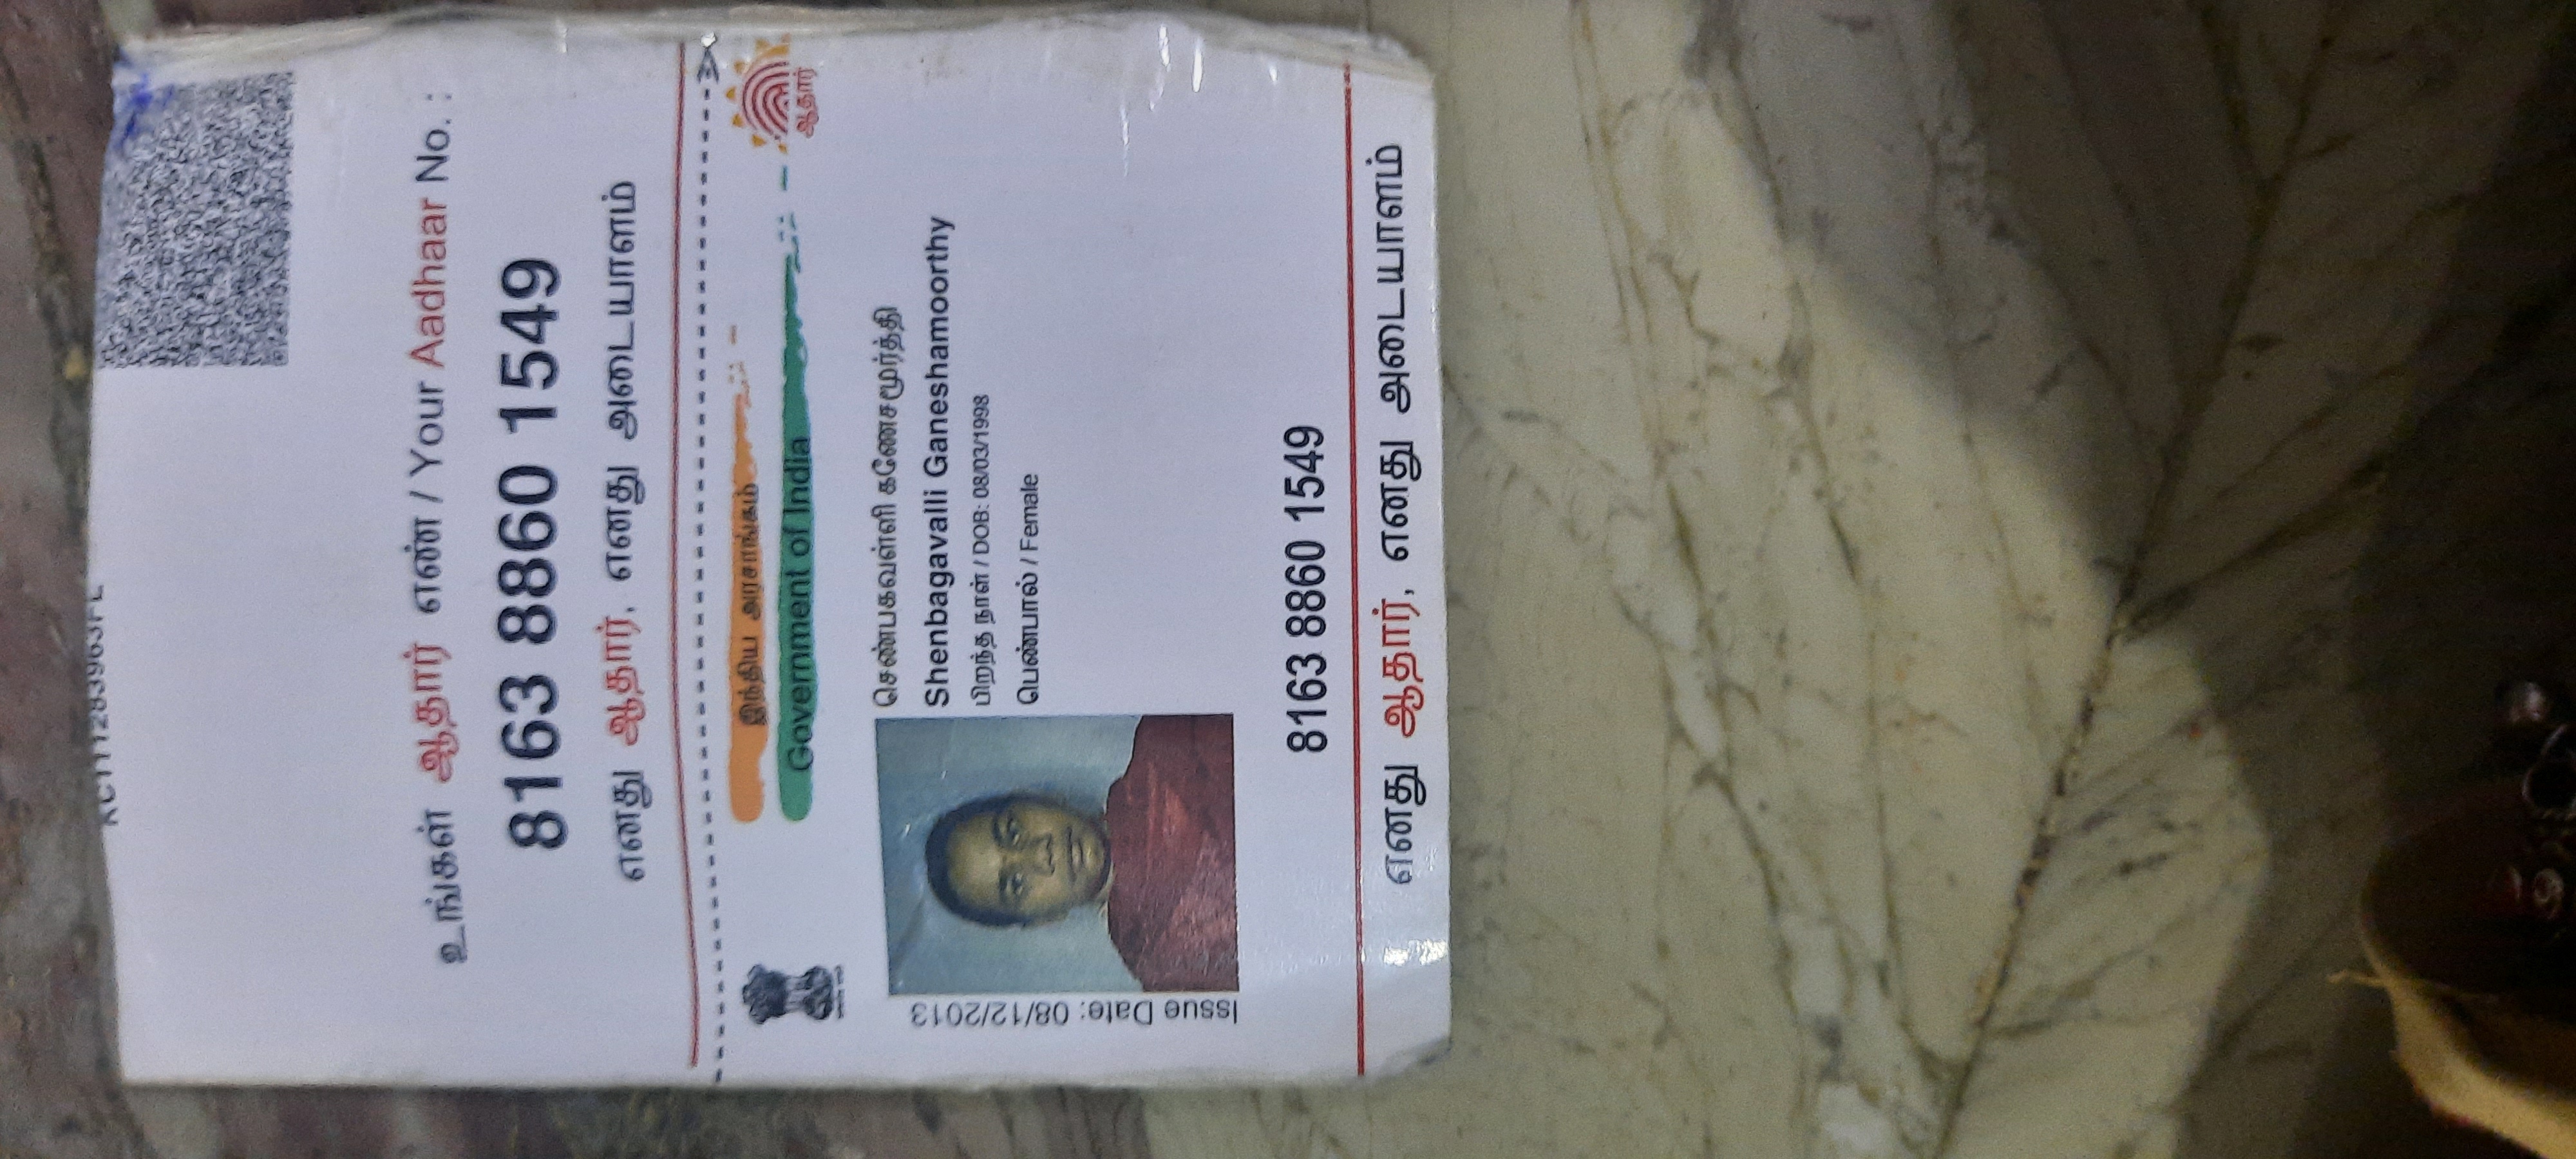 உங்கள் ஆதார் எண் / Your Aadhaar No. :
8163 8860 1549
எனது ஆதார், எனது அடையாளம்
ஆதார்
இந்திய அரசாங்கம்
Government of India
செண்பகவள்ளி கணேசமூர்த்தி
Shenbagavalli Ganeshamoorthy
பிறந்த நாள் / DOB: 08/03/1998
பெண்பால் / Female
Issue Date: 08/12/2013
8163 8860 1549
எனது ஆதார், எனது அடையாளம்